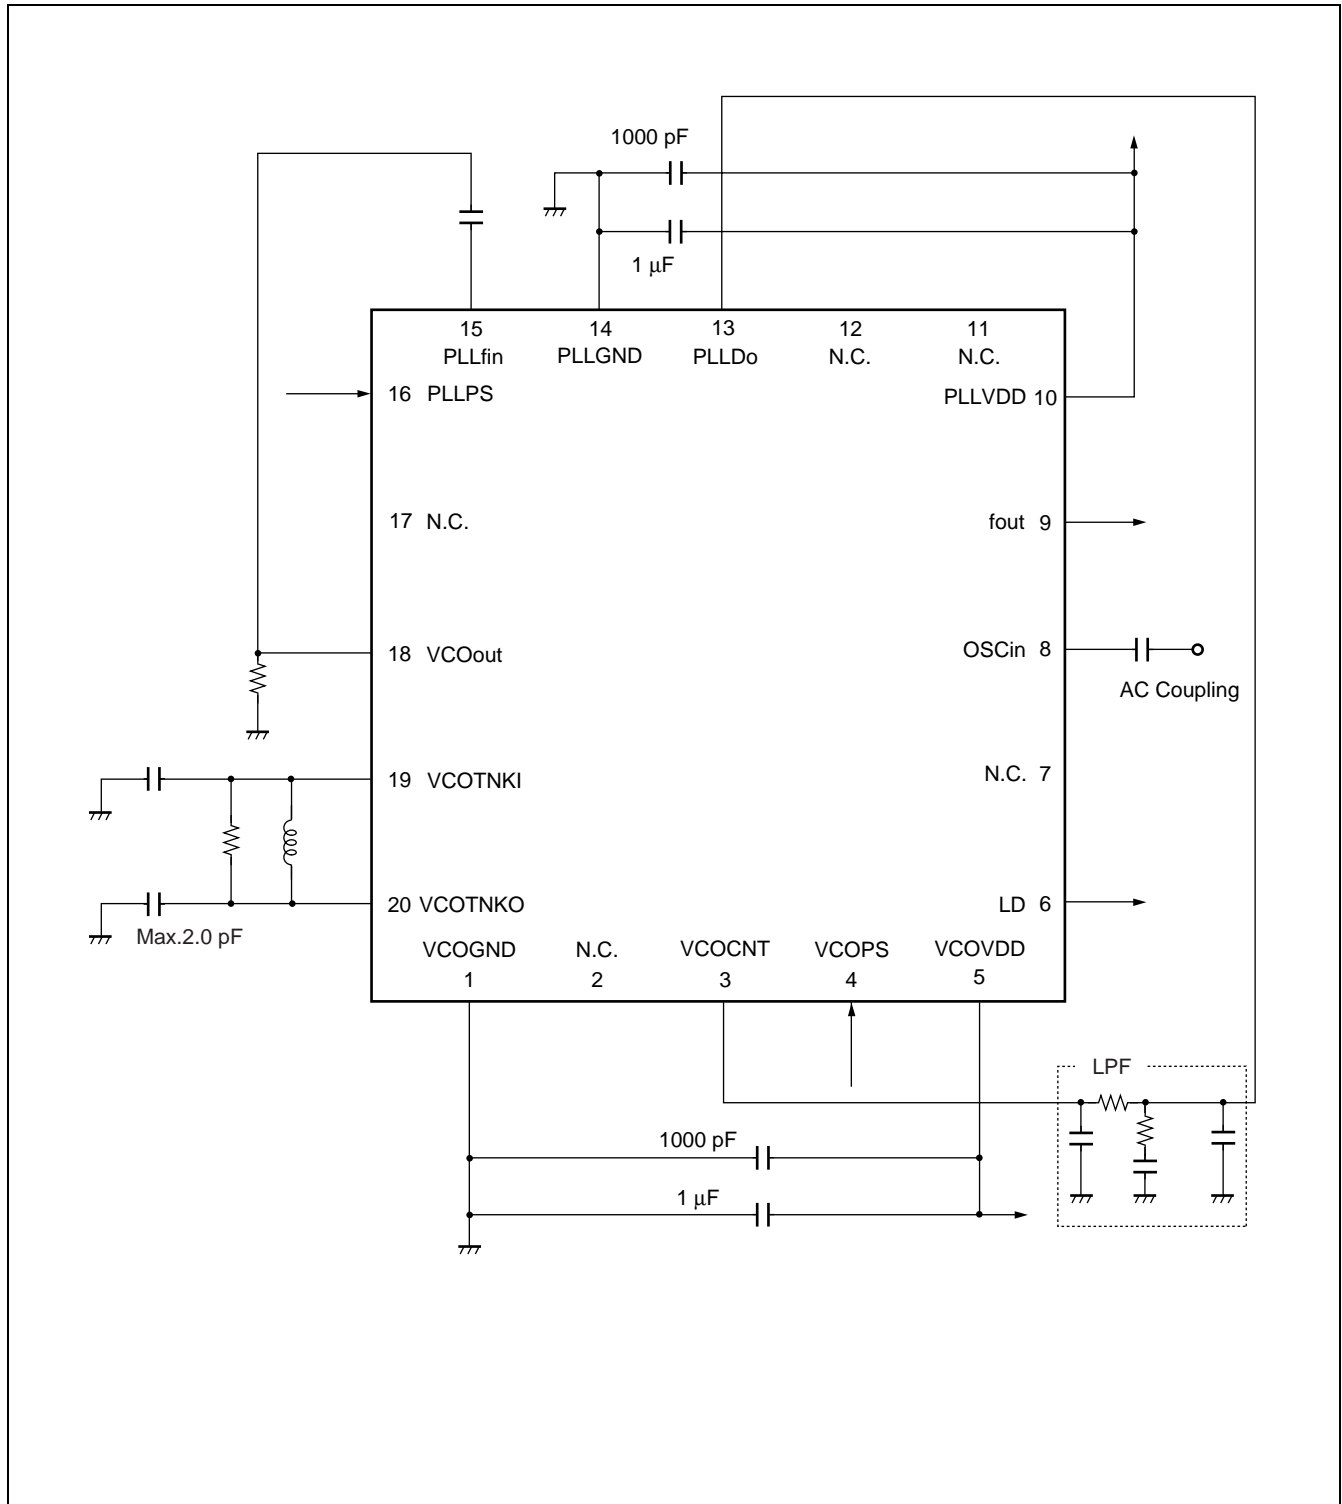 1000 pF
1 μF
15 14 13 12 11
PLLfin PLLGND PLLDo N.C. N.C.
16 PLLPS
PLLVDD 10
17 N.C.
fout 9
18 VCOout
OSCin 8
AC Coupling
19 VCOTNKI
N.C. 7
20 VCOTNKO
LD 6
Max.2.0 pF
VCOGND N.C. VCOCNT VCOPS VCOVDD
1 2 3 4 5
LPF
1000 pF
1 μF